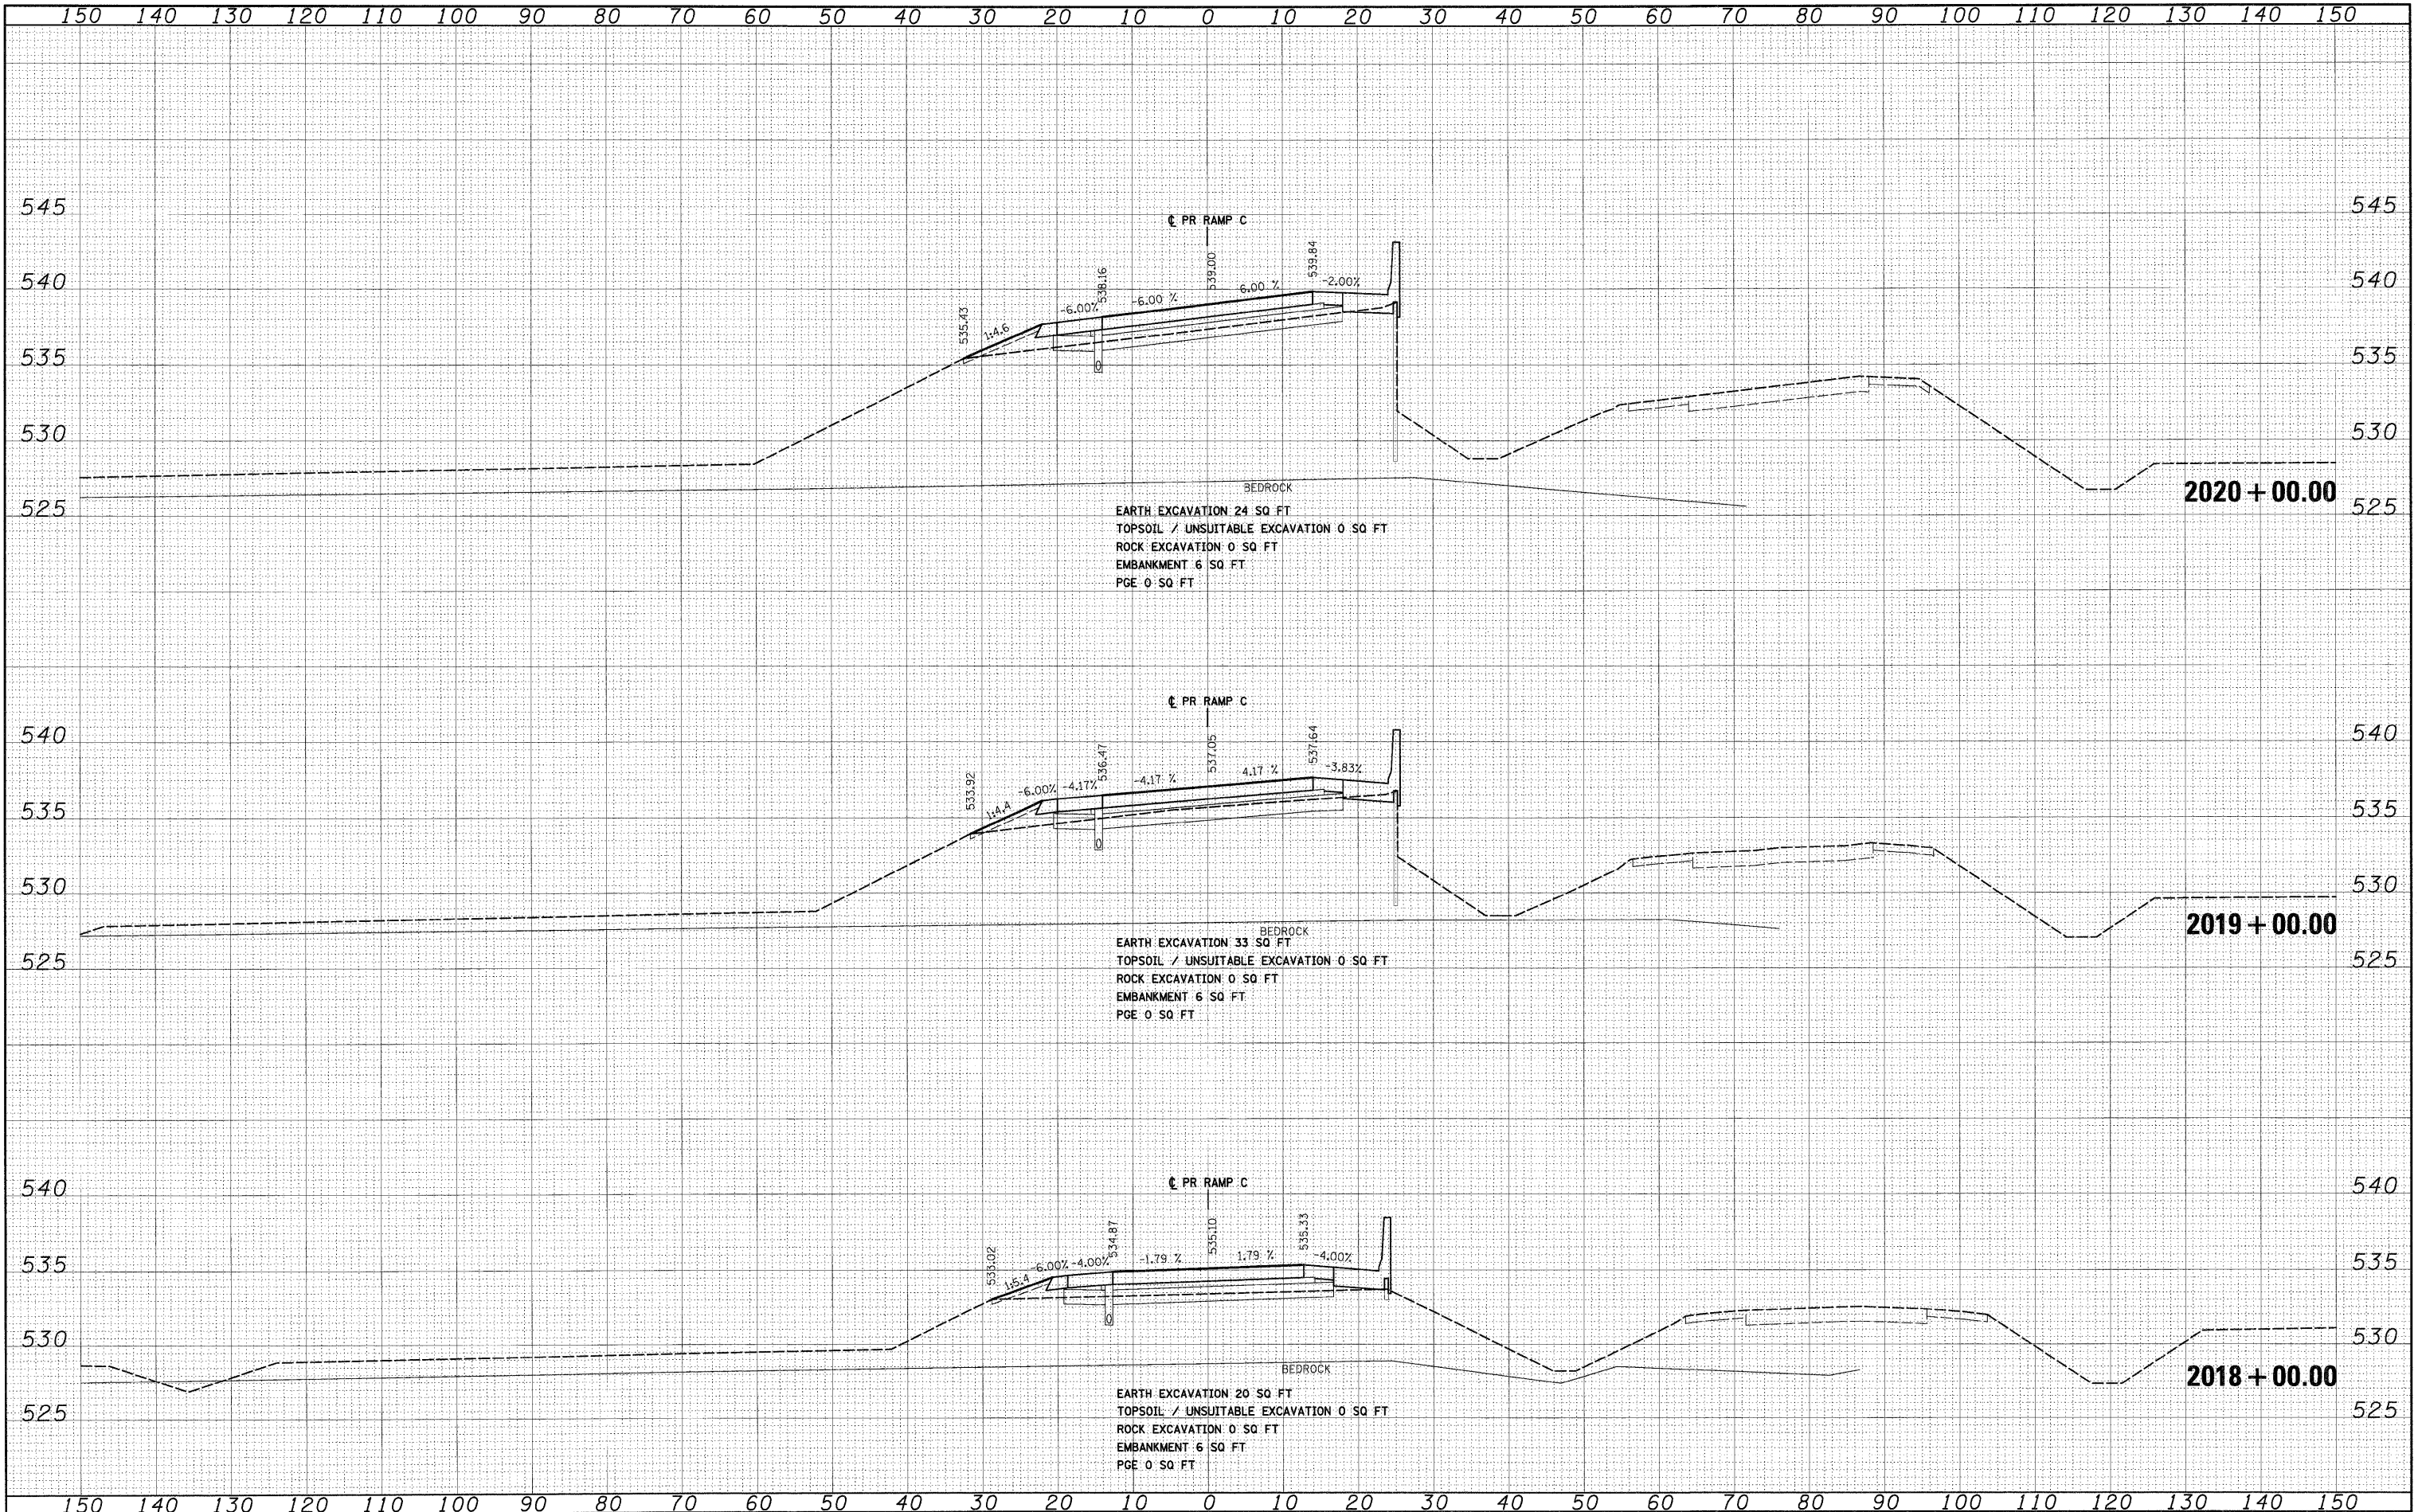 150 140 130 120 110 100 90 80 70 60 50 40 30 20 10 0 10 20 30 40 50 60 70 80 90 100 110 120 130 140 150
545 545
℄ PR RAMP C
540 540
535.43 1:4.6 -6.00% 538.16 -6.00 % 539.00 6.00 % 539.84 -2.00%
0
535 535
530 530
BEDROCK
2020 + 00.00
525 525
EARTH EXCAVATION 24 SQ FT
TOPSOIL / UNSUITABLE EXCAVATION 0 SQ FT
ROCK EXCAVATION 0 SQ FT
EMBANKMENT 6 SQ FT
PGE 0 SQ FT
℄ PR RAMP C
540 540
533.92 1:4.4 -6.00% -4.17% 536.47 -4.17 % 537.05 4.17 % 537.64 -3.83%
535 535
0
530 530
BEDROCK
2019 + 00.00
EARTH EXCAVATION 33 SQ FT
TOPSOIL / UNSUITABLE EXCAVATION 0 SQ FT
525 525
ROCK EXCAVATION 0 SQ FT
EMBANKMENT 6 SQ FT
PGE 0 SQ FT
℄ PR RAMP C
540 540
533.02 1:5.4 -6.00% -4.00% 534.87 -1.79 % 535.10 1.79 % 535.33 -4.00%
535 535
0
530 530
BEDROCK
2018 + 00.00
EARTH EXCAVATION 20 SQ FT
TOPSOIL / UNSUITABLE EXCAVATION 0 SQ FT
525 525
ROCK EXCAVATION 0 SQ FT
EMBANKMENT 6 SQ FT
PGE 0 SQ FT
150 140 130 120 110 100 90 80 70 60 50 40 30 20 10 0 10 20 30 40 50 60 70 80 90 100 110 120 130 140 150